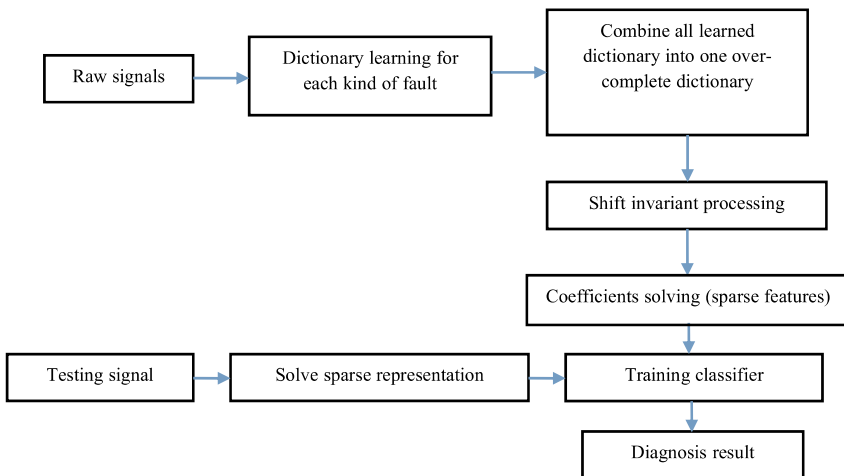 Raw signals
Dictionary learning for
each kind of fault
Combine all learned
dictionary into one over-
complete dictionary
Shift invariant processing
Coefficients solving (sparse features)
Testing signal
Solve sparse representation
Training classifier
Diagnosis result